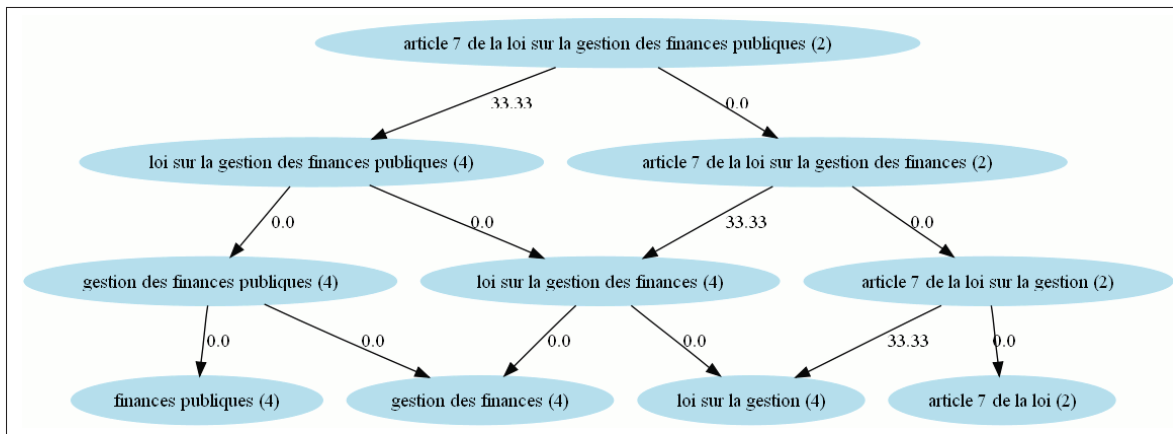 article 7 de la loi sur la gestion des finances publiques (2)
33.33 0.0
loi sur la gestion des finances publiques (4) article 7 de la loi sur la gestion des finances (2)
0.0 0.0 33.33 0.0
gestion des finances publiques (4) loi sur la gestion des finances (4) article 7 de la loi sur la gestion (2)
0.0 0.0 0.0 0.0 33.33 0.0
finances publiques (4) gestion des finances (4) loi sur la gestion (4) article 7 de la loi (2)